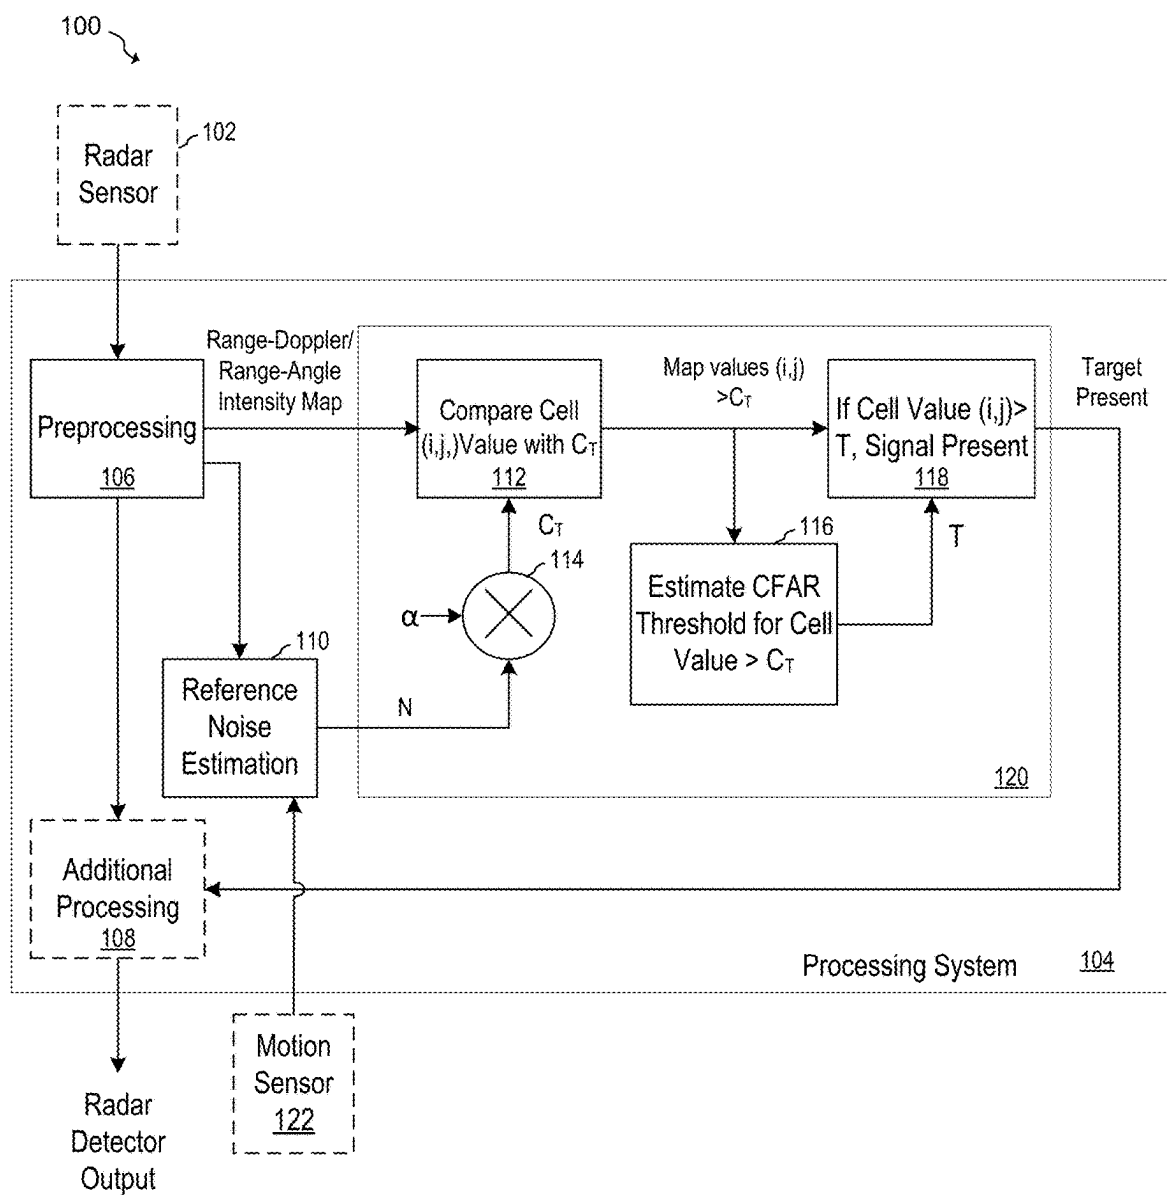 100
102
Radar
Sensor
Range-Doppler/
Range-Angle
Intensity Map
Map values (i,j)
>CT
Target
Present
Preprocessing
106
Compare Cell
(i,j,)Value with CT
112
If Cell Value (i,j)>
T, Signal Present
118
CT
114
α
116
T
Estimate CFAR
Threshold for Cell
Value > CT
110
Reference
Noise
Estimation
N
120
Additional
Processing
108
Processing System 104
Motion
Sensor
122
Radar
Detector
Output